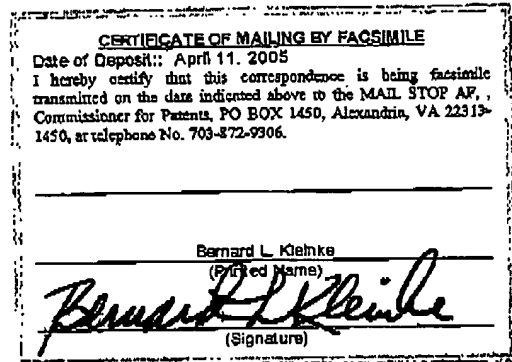 CERTIFICATE OF MAILING BY FACSIMILE
Date of Deposit:: April 11, 2005
I hereby certify that this correspondence is being facsimile
transmitted on the date indicated above to the MAIL STOP AF, ,
Commissioner for Patents, PO BOX 1450, Alexandria, VA 22313-
1450, at telephone No. 703-872-9306.
Bernard L. Kleinke
(Printed Name)
Bernard L Kleinke
(Signature)